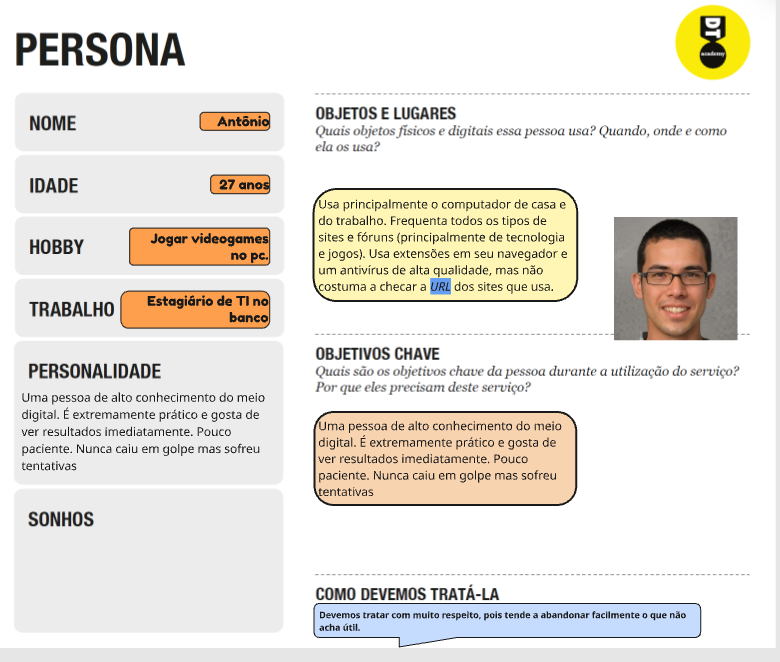 PERSONA
DT
academy
NOME
Antônio
IDADE
27 anos
HOBBY
Jogar videogames
no pc.
TRABALHO
Estagiário de TI no
banco
PERSONALIDADE
Uma pessoa de alto conhecimento do meio
digital. É extremamente prático e gosta de
ver resultados imediatamente. Pouco
paciente. Nunca caiu em golpe mas sofreu
tentativas
SONHOS
OBJETOS E LUGARES
Quais objetos físicos e digitais essa pessoa usa? Quando, onde e como
ela os usa?
Usa principalmente o computador de casa e
do trabalho. Frequenta todos os tipos de
sites e fóruns (principalmente de tecnologia
e jogos). Usa extensões em seu navegador e
um antivírus de alta qualidade, mas não
costuma a checar a URL dos sites que usa.
OBJETIVOS CHAVE
Quais são os objetivos chave da pessoa durante a utilização do serviço?
Por que eles precisam deste serviço?
Uma pessoa de alto conhecimento do meio
digital. É extremamente prático e gosta de
ver resultados imediatamente. Pouco
paciente. Nunca caiu em golpe mas sofreu
tentativas
COMO DEVEMOS TRATÁ-LA
Devemos tratar com muito respeito, pois tende a abandonar facilmente o que não
acha útil.